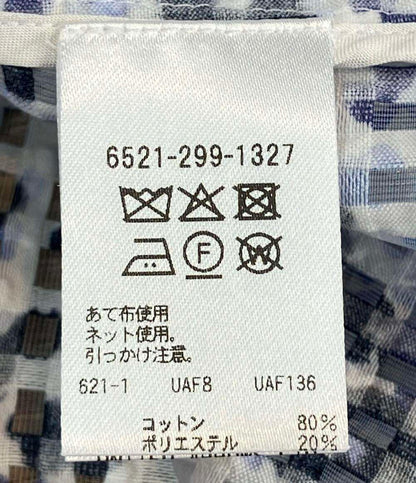 6521-299-1327
F W
あて布使用
ネット使用。
引っかけ注意。
621-1 UAF8 UAF136
コットン 80%
ポリエステル 20%